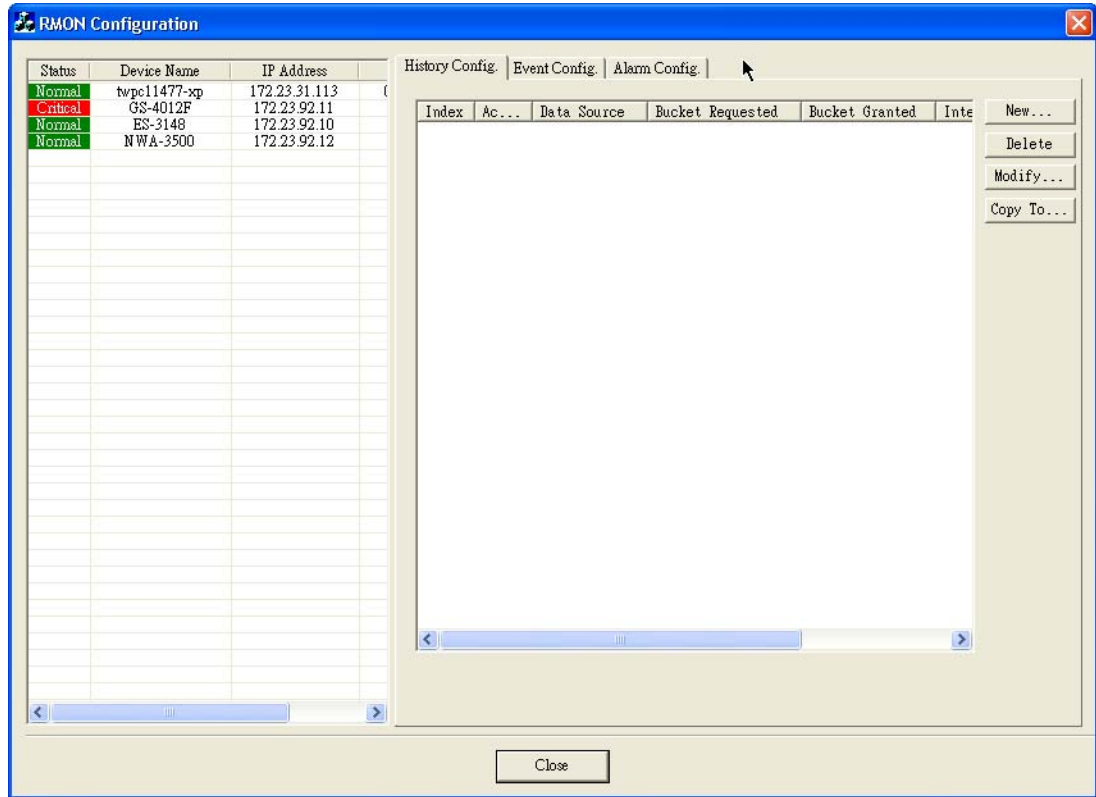 RMON Configuration
Status Device Name IP Address
Normal twpc11477-xp 172.23.31.113
Critical GS-4012F 172.23.92.11
Normal ES-3148 172.23.92.10
Normal NWA-3500 172.23.92.12
History Config. Event Config. Alarm Config.
Index Ac... Data Source Bucket Requested Bucket Granted Inte
New...
Delete
Modify...
Copy To...
Close